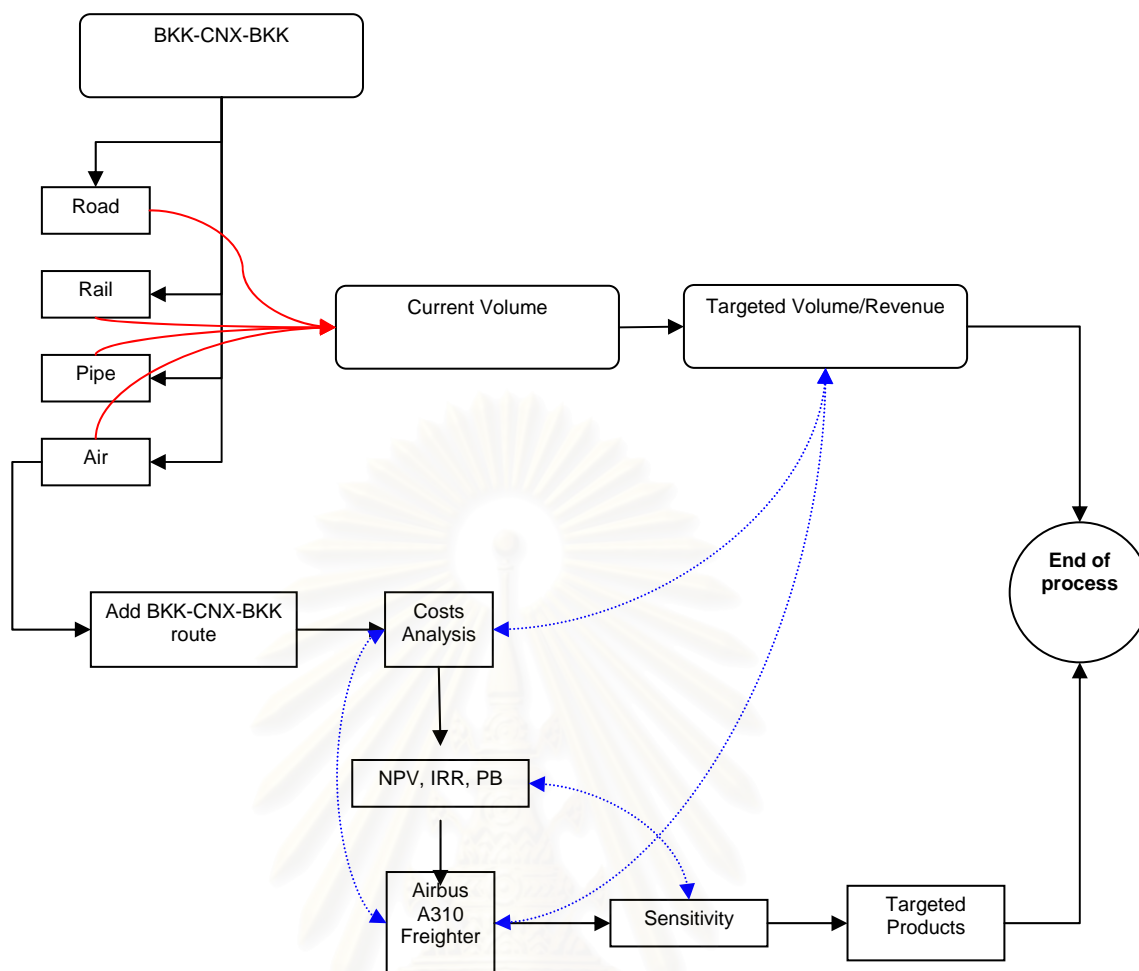 BKK-CNX-BKK
Road
Rail
Pipe
Air
Current Volume
Targeted Volume/Revenue
End of
process
Add BKK-CNX-BKK
route
Costs
Analysis
NPV, IRR, PB
Airbus
A310
Freighter
Sensitivity
Targeted
Products